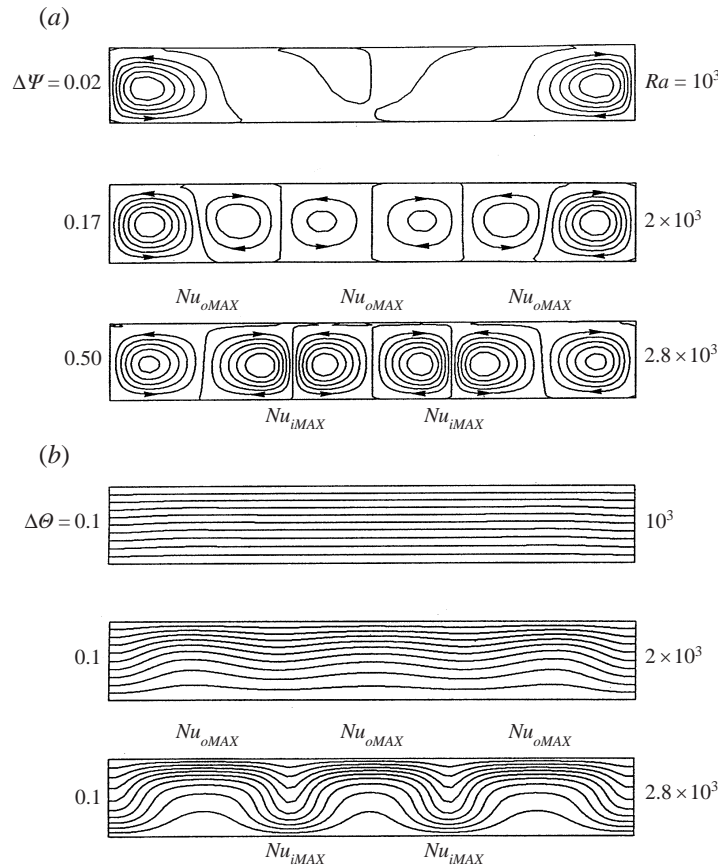 (a)
ΔΨ = 0.02 Ra = 10³
0.17 2 × 10³
Nu_oMAX Nu_oMAX Nu_oMAX
0.50 2.8 × 10³
Nu_iMAX Nu_iMAX
(b)
ΔΘ = 0.1 10³
0.1 2 × 10³
Nu_oMAX Nu_oMAX Nu_oMAX
0.1 2.8 × 10³
Nu_iMAX Nu_iMAX